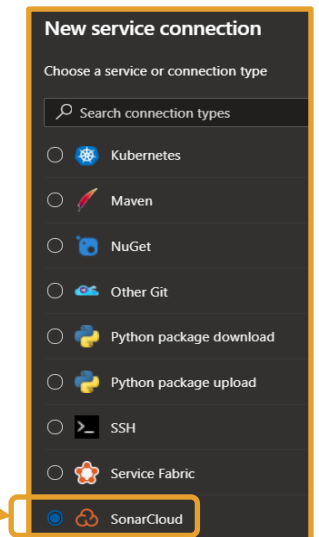 New service connection
Choose a service or connection type
Search connection types
Kubernetes
Maven
NuGet
Other Git
Python package download
Python package upload
SSH
Service Fabric
SonarCloud